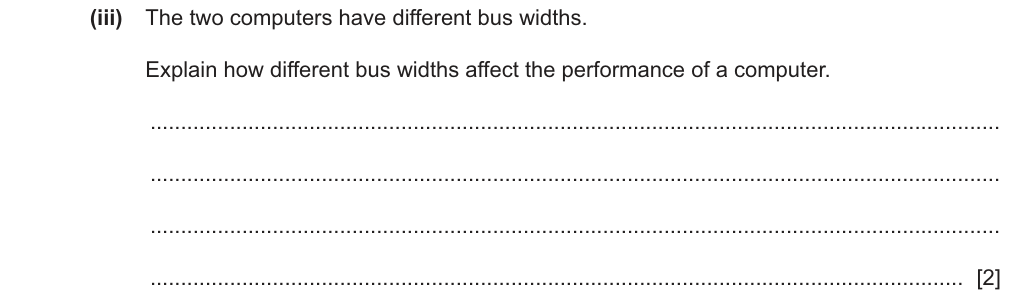 (iii) The two computers have different bus widths.
Explain how different bus widths affect the performance of a computer.
....................................................................................................................................................
....................................................................................................................................................
....................................................................................................................................................
.............................................................................................................................................. [2]